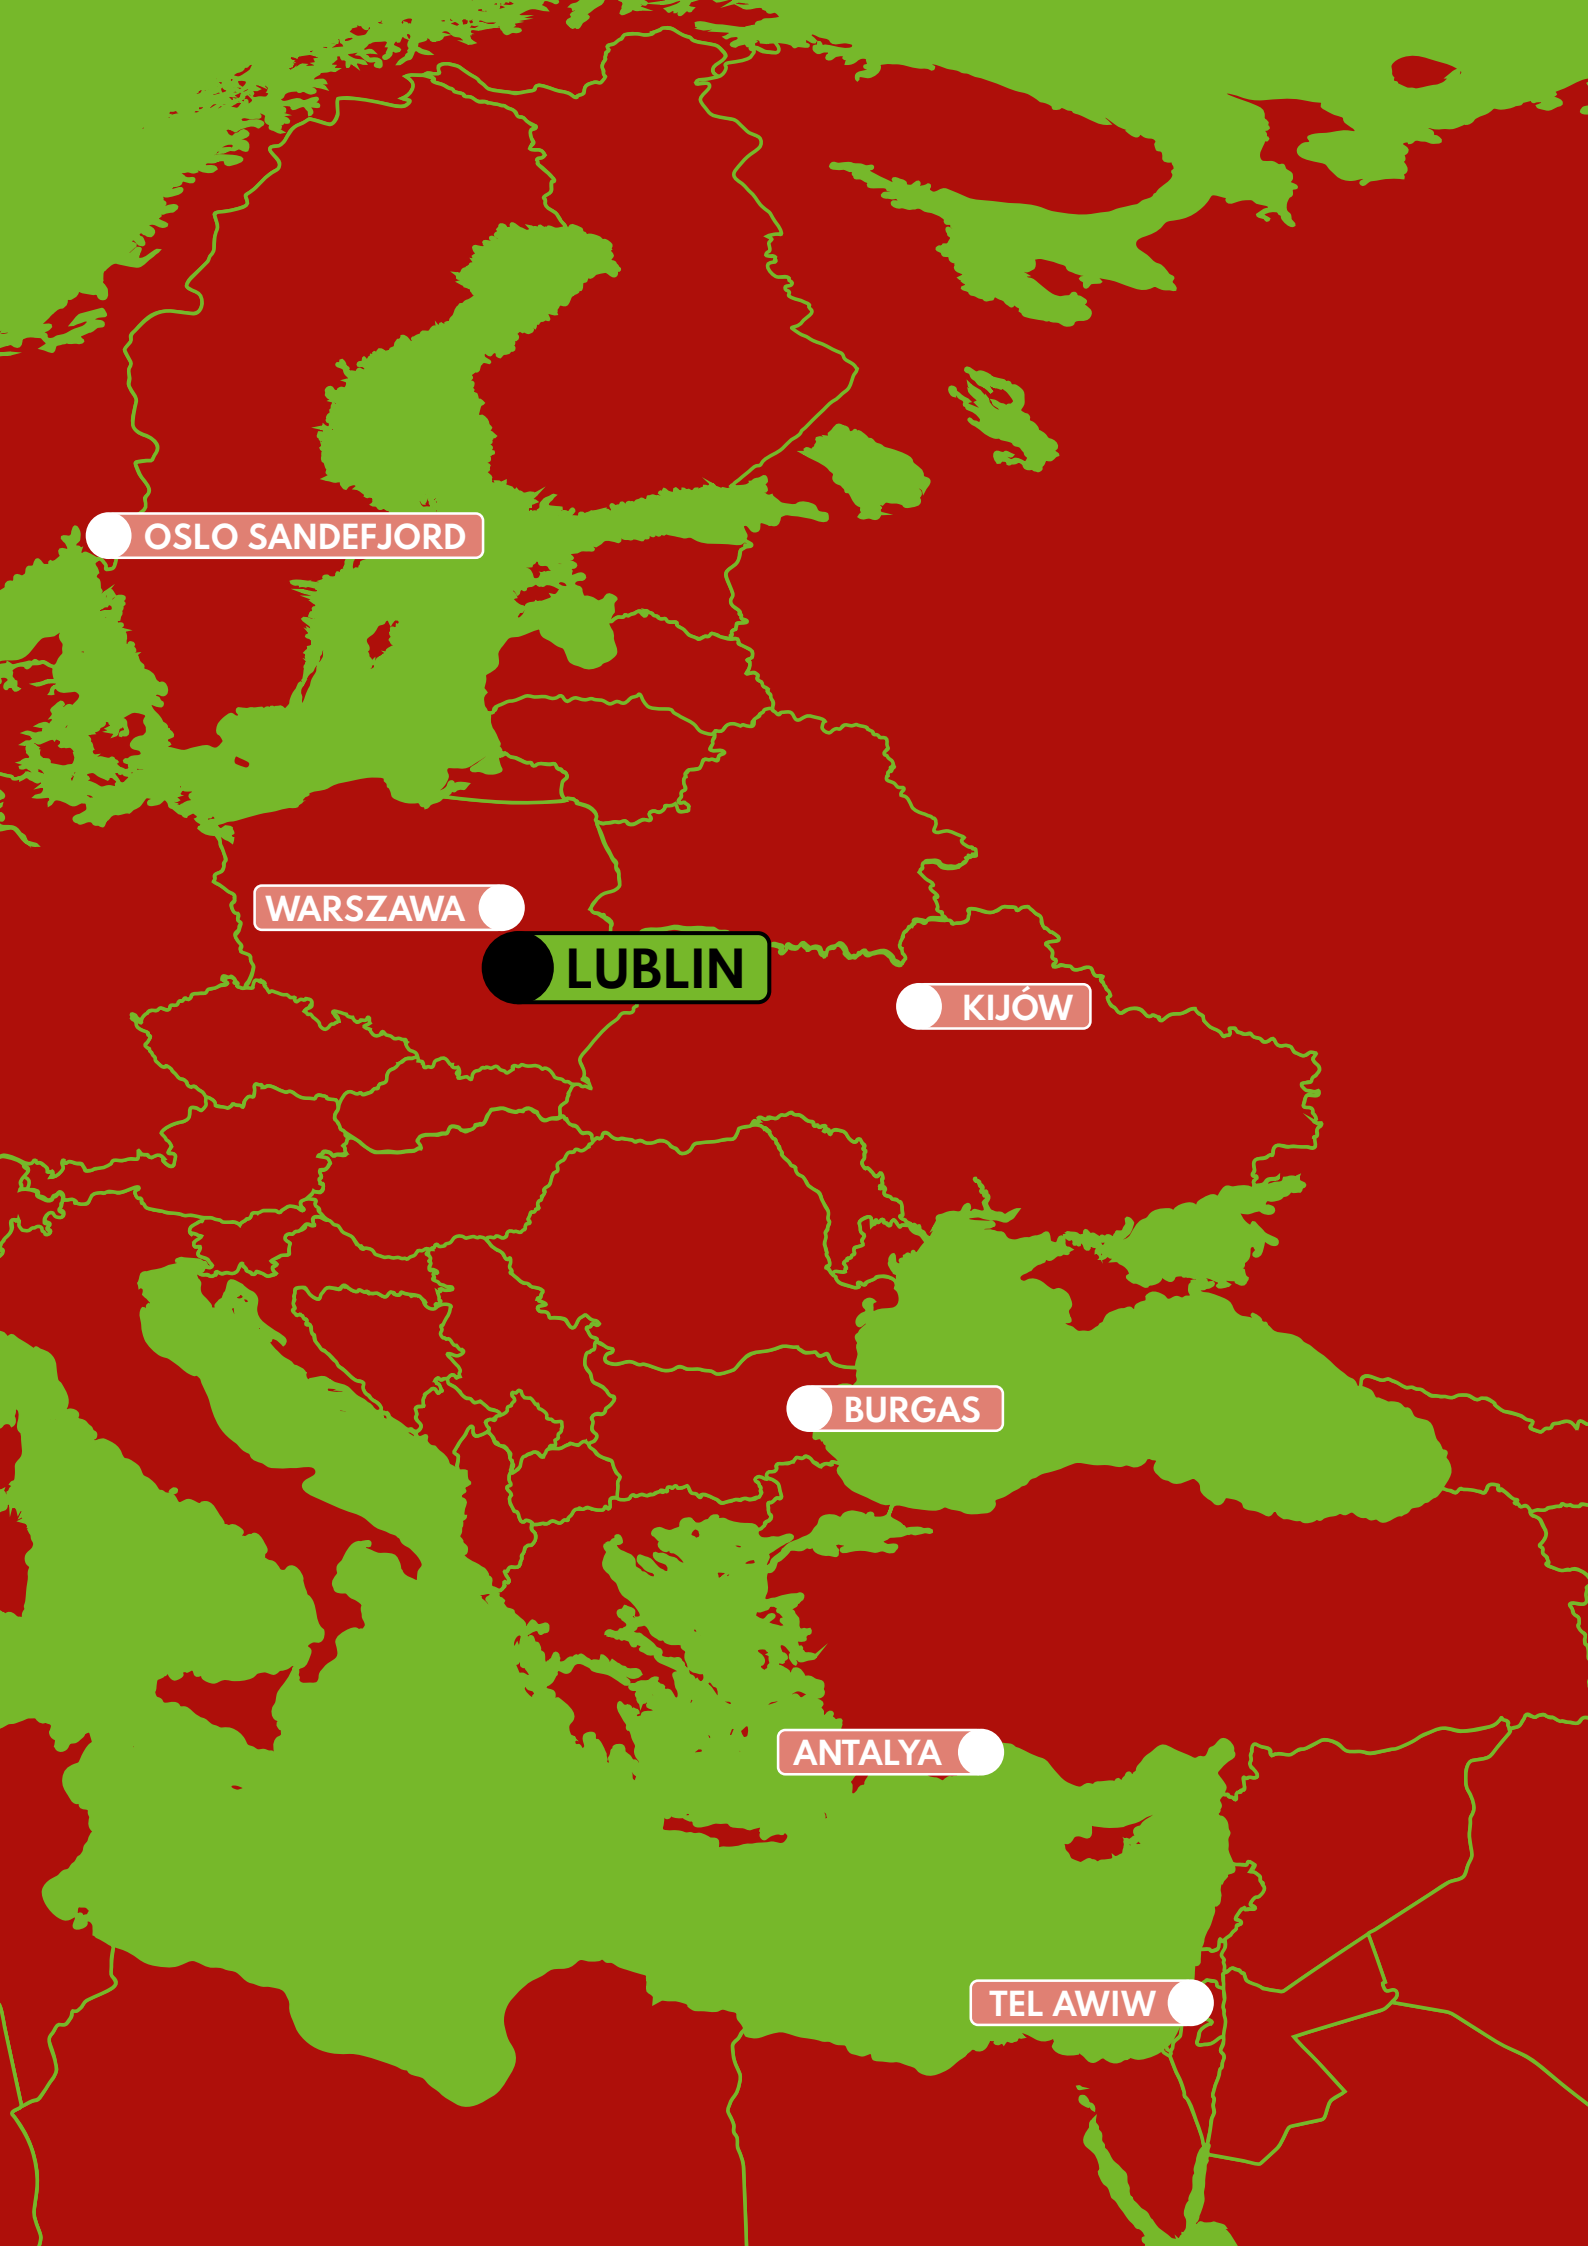 OSLO SANDEFJORD
WARSZAWA
LUBLIN
KIJÓW
BURGAS
ANTALYA
TEL AWIW